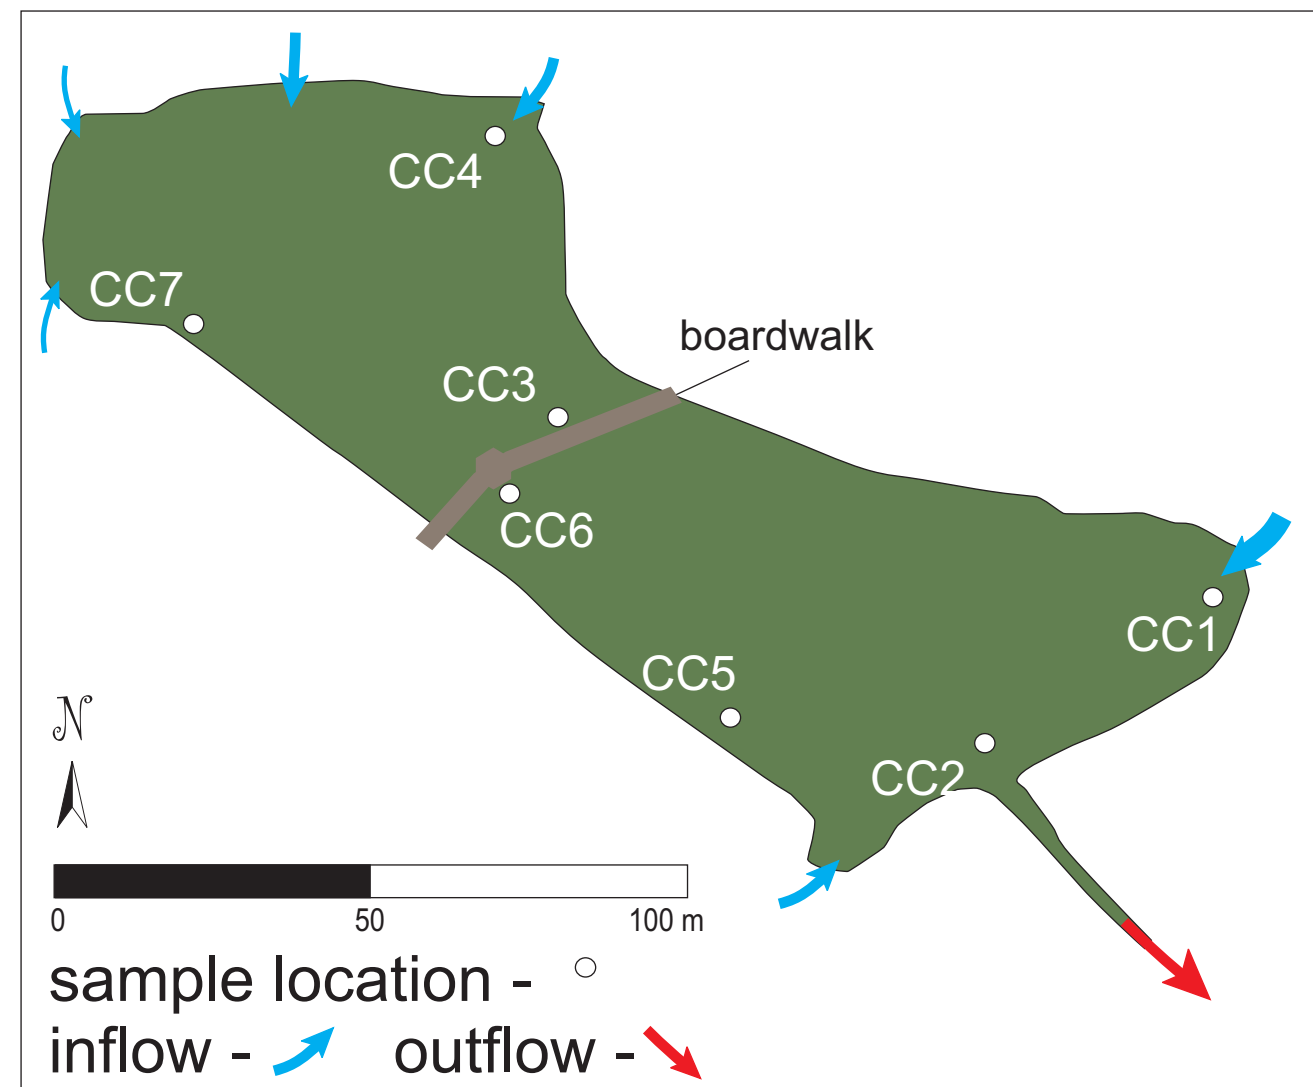 CC4
CC7
boardwalk
CC3
CC6
CC1
CC5
N
CC2
0 50 100 m
sample location -
inflow - outflow -